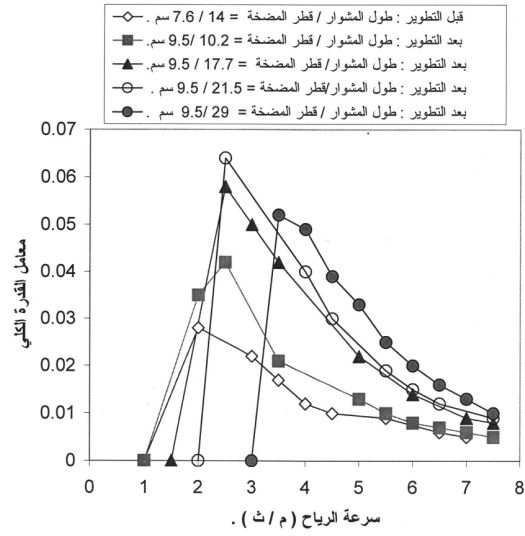 قبل التطوير : طول المشوار / قطر المضخة = 14 / 7.6 سم .
بعد التطوير : طول المشوار / قطر المضخة = 10.2 /9.5 سم .
بعد التطوير : طول المشوار/ قطر المضخة = 17.7 / 9.5 سم.
بعد التطوير : طول المشوار /قطر المضخة = 21.5 / 9.5 سم .
بعد التطوير : طول المشوار / قطر المضخة = 29 /9.5 سم .
معامل القدرة الكلي
0.07
0.06
0.05
0.04
0.03
0.02
0.01
0
0 1 2 3 4 5 6 7 8
سرعة الرياح ( م / ث ) .